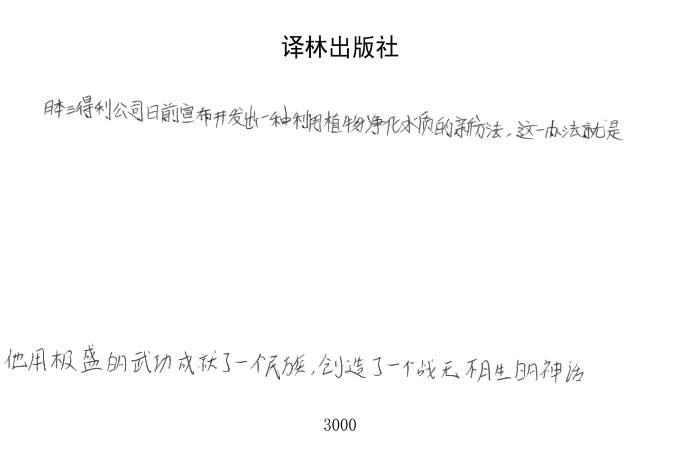 译林出版社
日本三得利公司日前宣布开发出一种利用植物净化水质的新方法，这一办法就是
他用极盛的武功成就了一个民族，创造了一个战无不胜的神话
3000